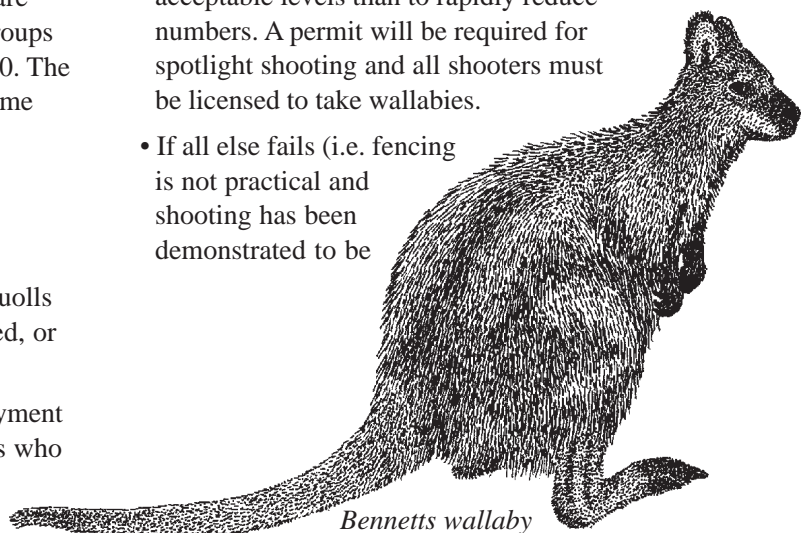 are
roups
0. The
me
uolls
ed, or
yment
s who
acceptable levels than to rapidly reduce
numbers. A permit will be required for
spotlight shooting and all shooters must
be licensed to take wallabies.
• If all else fails (i.e. fencing
is not practical and
shooting has been
demonstrated to be
Bennetts wallaby